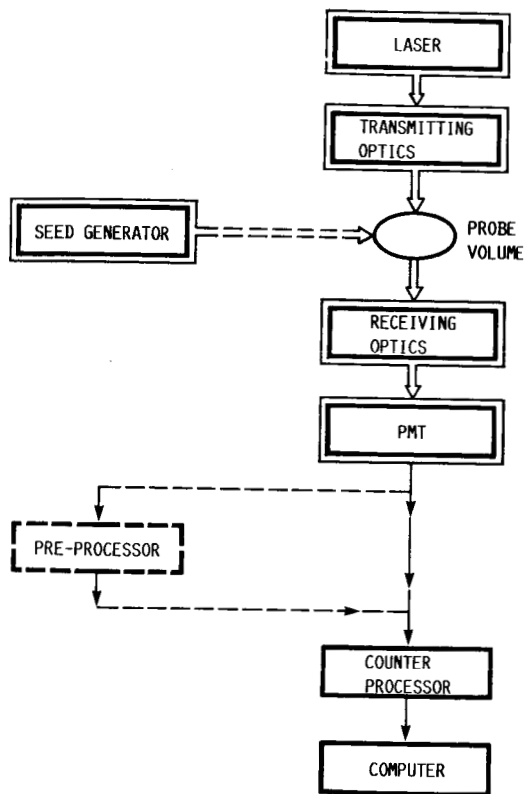 LASER
TRANSMITTING
OPTICS
SEED GENERATOR
PROBE
VOLUME
RECEIVING
OPTICS
PMT
PRE-PROCESSOR
COUNTER
PROCESSOR
COMPUTER